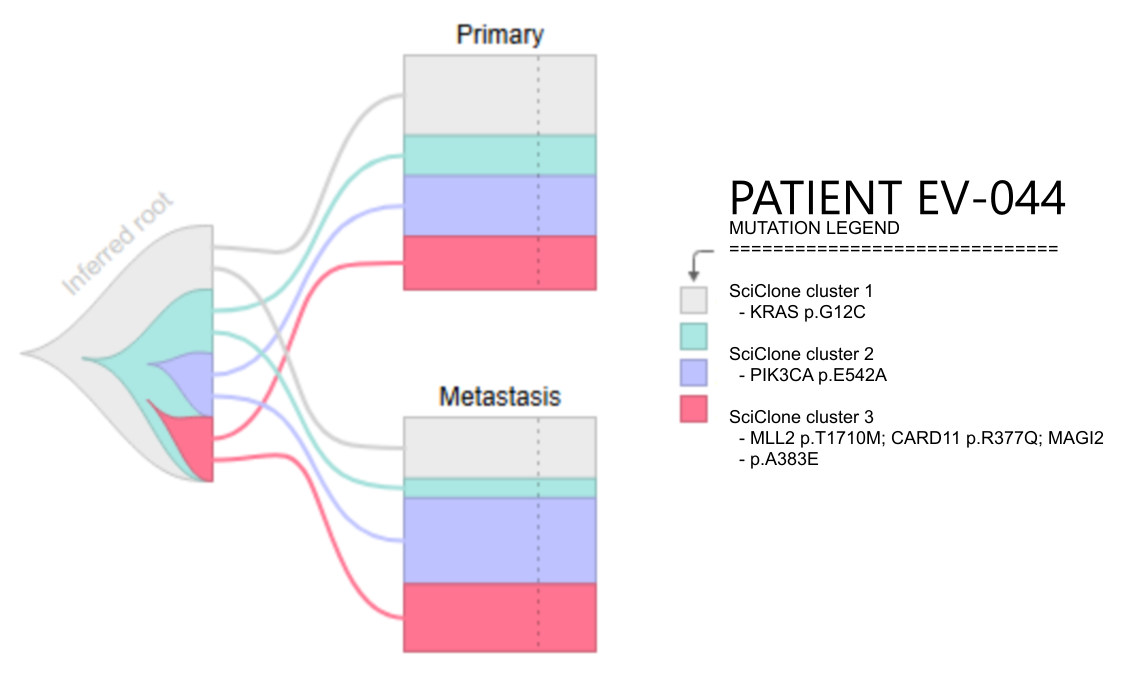 Primary
Inferred root
PATIENT EV-044
MUTATION LEGEND
==============================
SciClone cluster 1
- KRAS p.G12C
SciClone cluster 2
- PIK3CA p.E542A
Metastasis
SciClone cluster 3
- MLL2 p.T1710M; CARD11 p.R377Q; MAGI2
- p.A383E